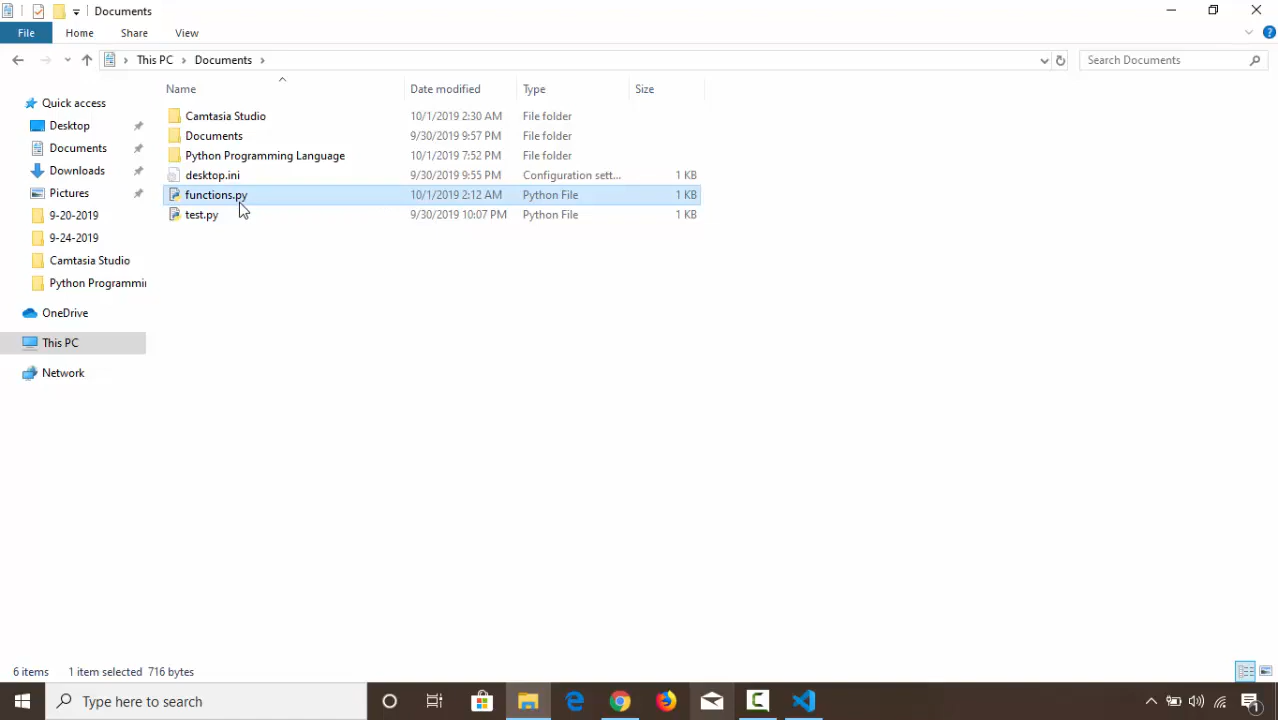 Documents
File Home Share View
This PC Documents
Search Documents
Name Date modified Type Size
Quick access
Desktop
Documents
Downloads
Pictures
9-20-2019
9-24-2019
Camtasia Studio
Python Programmin
OneDrive
This PC
Network
Camtasia Studio 10/1/2019 2:30 AM File folder
Documents 9/30/2019 9:57 PM File folder
Python Programming Language 10/1/2019 7:52 PM File folder
desktop.ini 9/30/2019 9:55 PM Configuration sett... 1 KB
functions.py 10/1/2019 2:12 AM Python File 1 KB
test.py 9/30/2019 10:07 PM Python File 1 KB
6 items 1 item selected 716 bytes
Type here to search
1